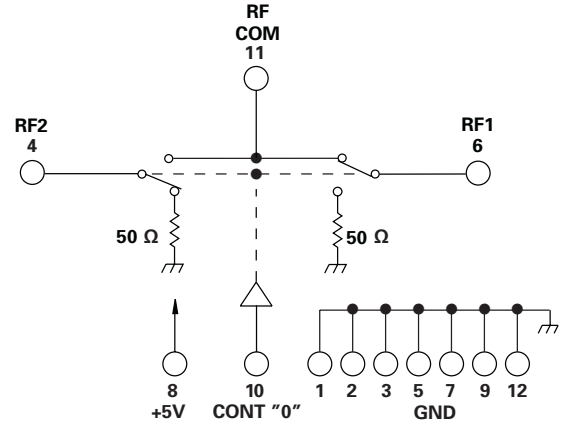 RF
COM
11
RF2
4
RF1
6
50 Ω
50 Ω
8
+5V
10
CONT "0"
1 2 3 5 7 9 12
GND